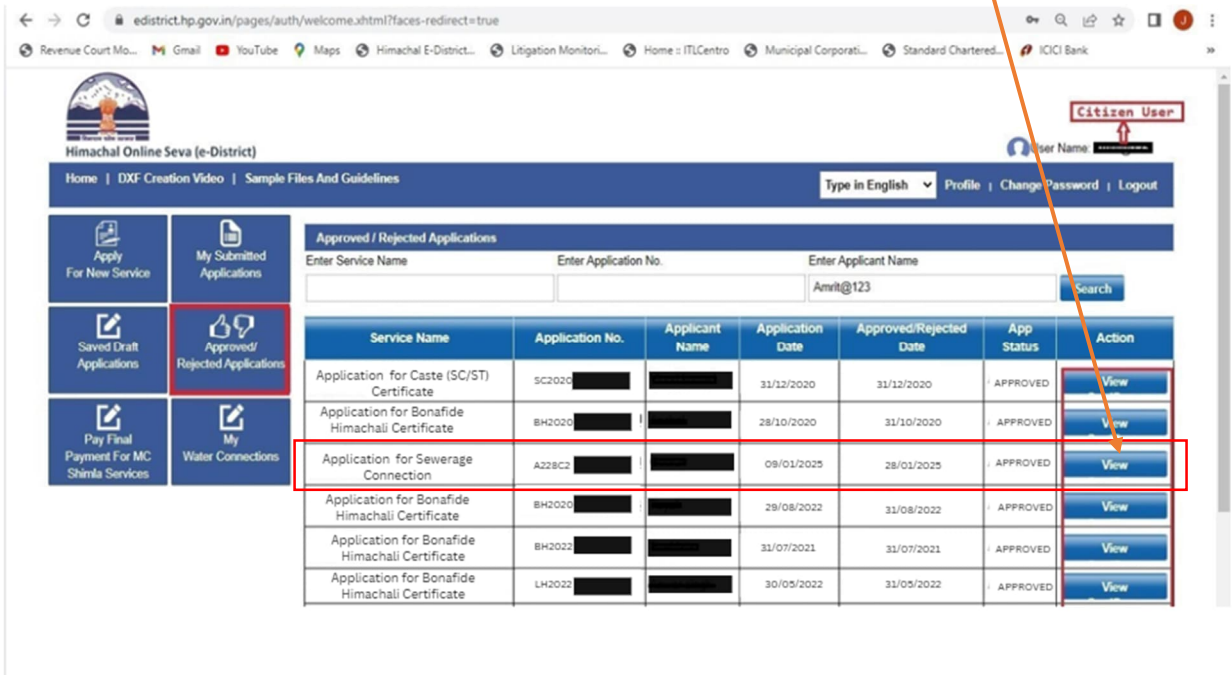 edistrict.hp.gov.in/pages/auth/welcome.xhtml?faces-redirect=true
J
Revenue Court Mo... Gmail YouTube Maps Himachal E-District... Litigation Monitori... Home :: ITLCentro Municipal Corporati... Standard Chartered... ICICI Bank »
Citizen User
Himachal Online Seva (e-District)
User Name:
Home | DXF Creation Video | Sample Files And Guidelines
Type in English Profile | Change Password | Logout
Apply
For New Service
My Submitted
Applications
Saved Draft
Applications
Approved/
Rejected Applications
Pay Final
Payment For MC
Shimla Services
My
Water Connections
Approved / Rejected Applications
Enter Service Name Enter Application No. Enter Applicant Name
Amrit@123 Search
Service Name Application No. Applicant Name Application Date Approved/Rejected Date App Status Action
Application for Caste (SC/ST) Certificate SC2020 31/12/2020 31/12/2020 APPROVED View
Application for Bonafide Himachali Certificate BH2020 28/10/2020 31/10/2020 APPROVED View
Application for Sewerage Connection A228C2 09/01/2025 28/01/2025 APPROVED View
Application for Bonafide Himachali Certificate BH2020 29/08/2022 31/08/2022 APPROVED View
Application for Bonafide Himachali Certificate BH2022 31/07/2021 31/07/2021 APPROVED View
Application for Bonafide Himachali Certificate LH2022 30/05/2022 31/05/2022 APPROVED View